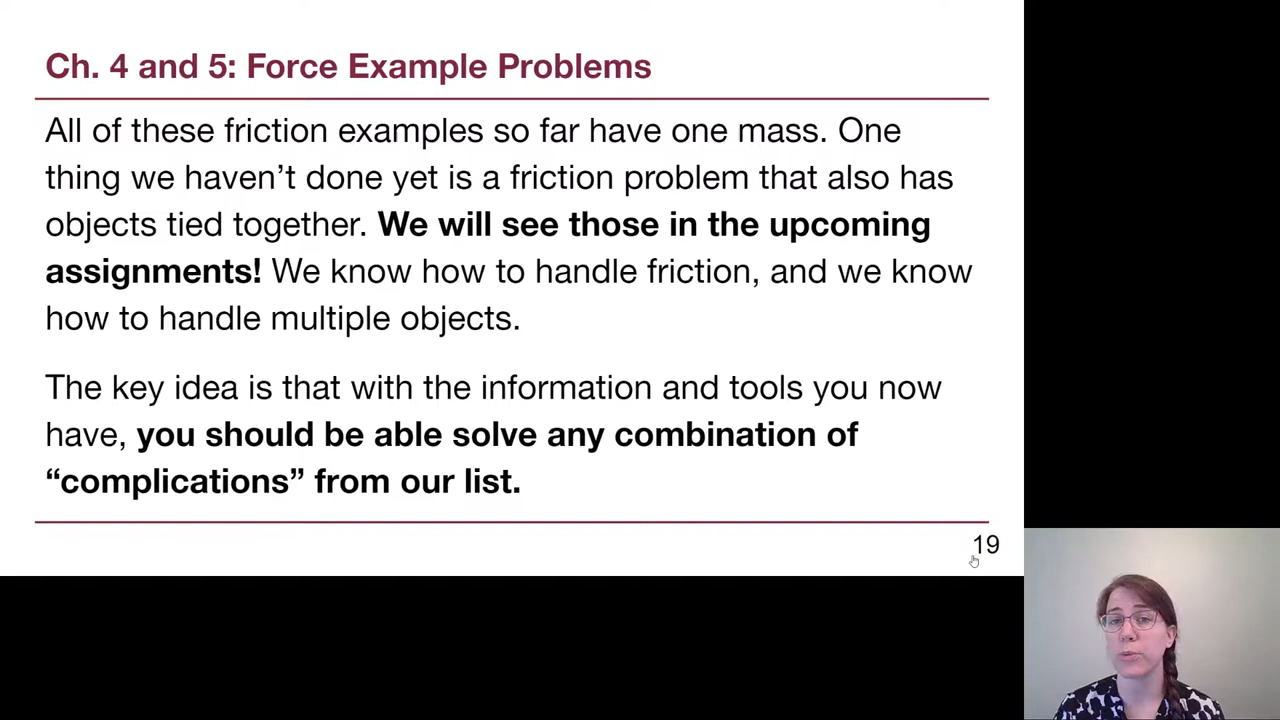 Ch. 4 and 5: Force Example Problems
All of these friction examples so far have one mass. One
thing we haven’t done yet is a friction problem that also has
objects tied together. We will see those in the upcoming
assignments! We know how to handle friction, and we know
how to handle multiple objects.
The key idea is that with the information and tools you now
have, you should be able solve any combination of
“complications” from our list.
19